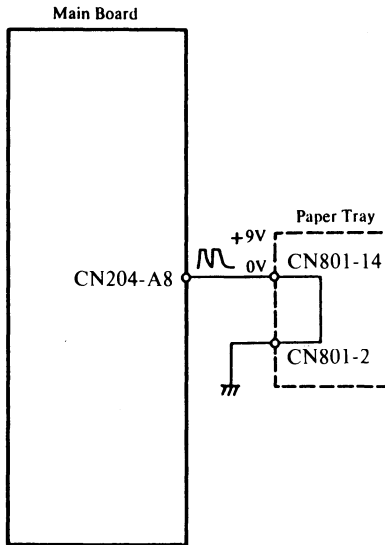 Main Board
Paper Tray
+9V
0V
CN801-14
CN204-A8
CN801-2